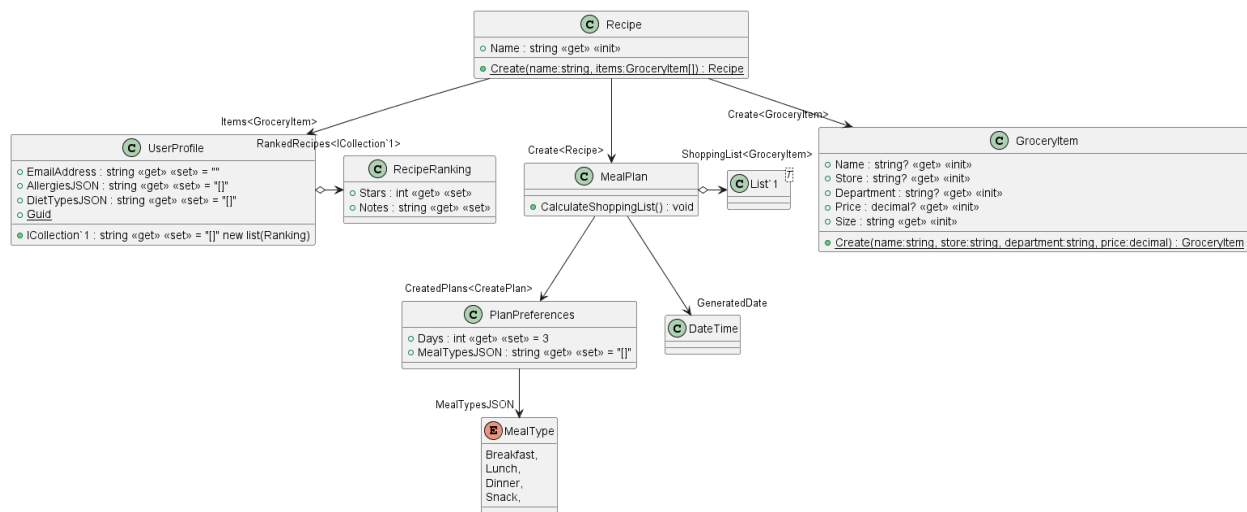 C Recipe
+ Name : string «get» «init»
+ Create(name:string, items:GroceryItem[]) : Recipe
Items<GroceryItem>
Create<GroceryItem>
RankedRecipes<ICollection`1>
Create<Recipe>
ShoppingList<GroceryItem>
C UserProfile
EmailAddress : string «get» «set» = ""
AllergiesJSON : string «get» «set» = "[]"
DietTypesJSON : string «get» «set» = "[]"
Guid
ICollection`1 : string «get» «set» = "[]" new list(Ranking)
C RecipeRanking
Stars : int «get» «set»
Notes : string «get» «set»
C MealPlan
CalculateShoppingList() : void
C List`1
T
C GroceryItem
Name : string? «get» «init»
Store : string? «get» «init»
Department : string? «get» «init»
Price : decimal? «get» «init»
Size : string «get» «init»
Create(name:string, store:string, department:string, price:decimal) : GroceryItem
CreatedPlans<CreatePlan>
GeneratedDate
C PlanPreferences
Days : int «get» «set» = 3
MealTypesJSON : string «get» «set» = "[]"
C DateTime
MealTypesJSON
E MealType
Breakfast,
Lunch,
Dinner,
Snack,